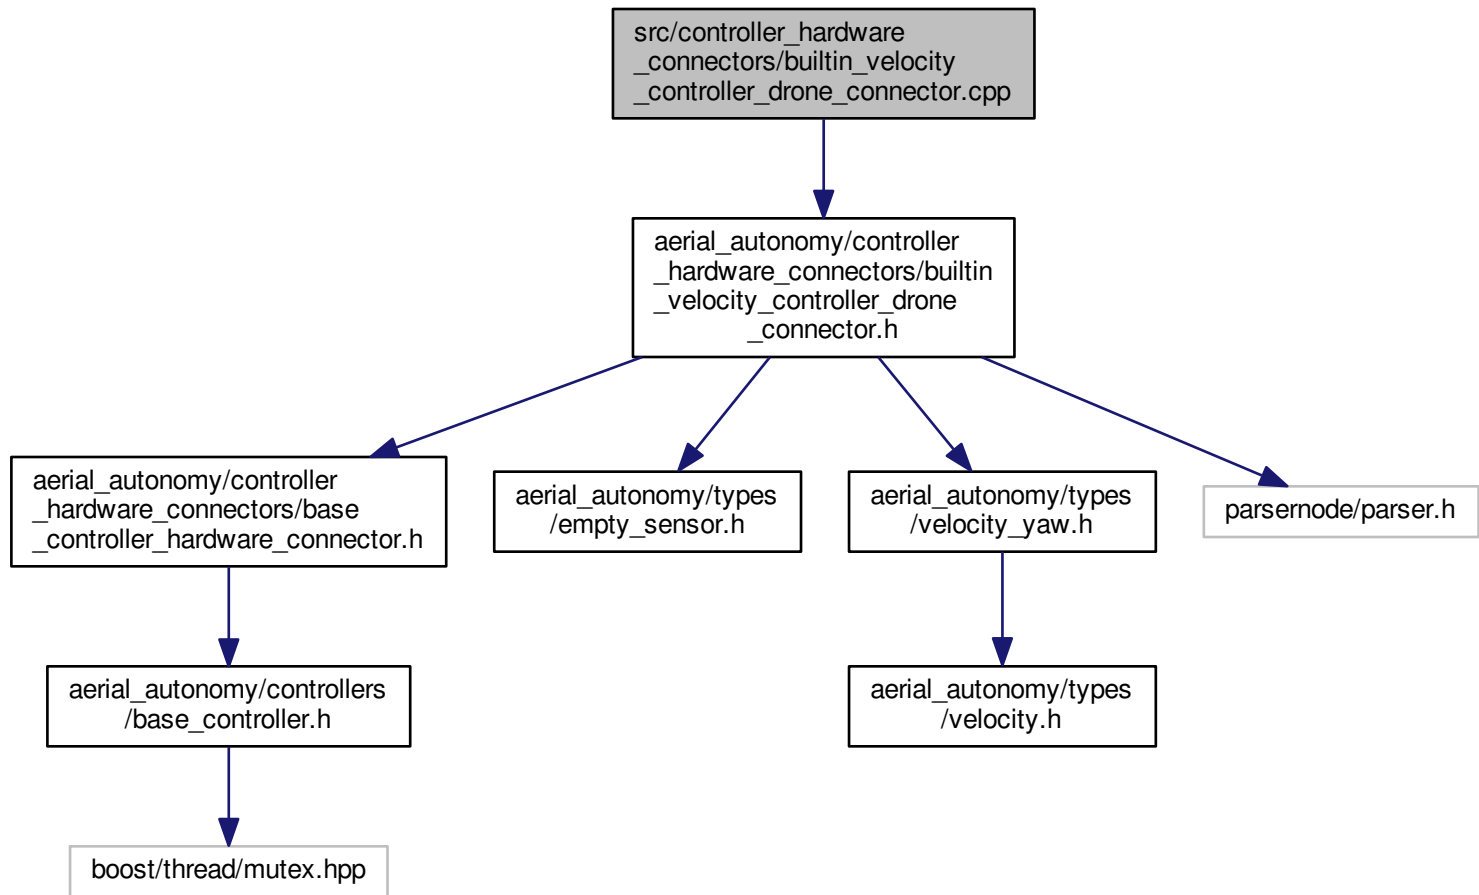 src/controller_hardware
_connectors/builtin_velocity
_controller_drone_connector.cpp
aerial_autonomy/controller
_hardware_connectors/builtin
_velocity_controller_drone
_connector.h
aerial_autonomy/controller
_hardware_connectors/base
_controller_hardware_connector.h
aerial_autonomy/types
/empty_sensor.h
aerial_autonomy/types
/velocity_yaw.h
parsernode/parser.h
aerial_autonomy/controllers
/base_controller.h
aerial_autonomy/types
/velocity.h
boost/thread/mutex.hpp